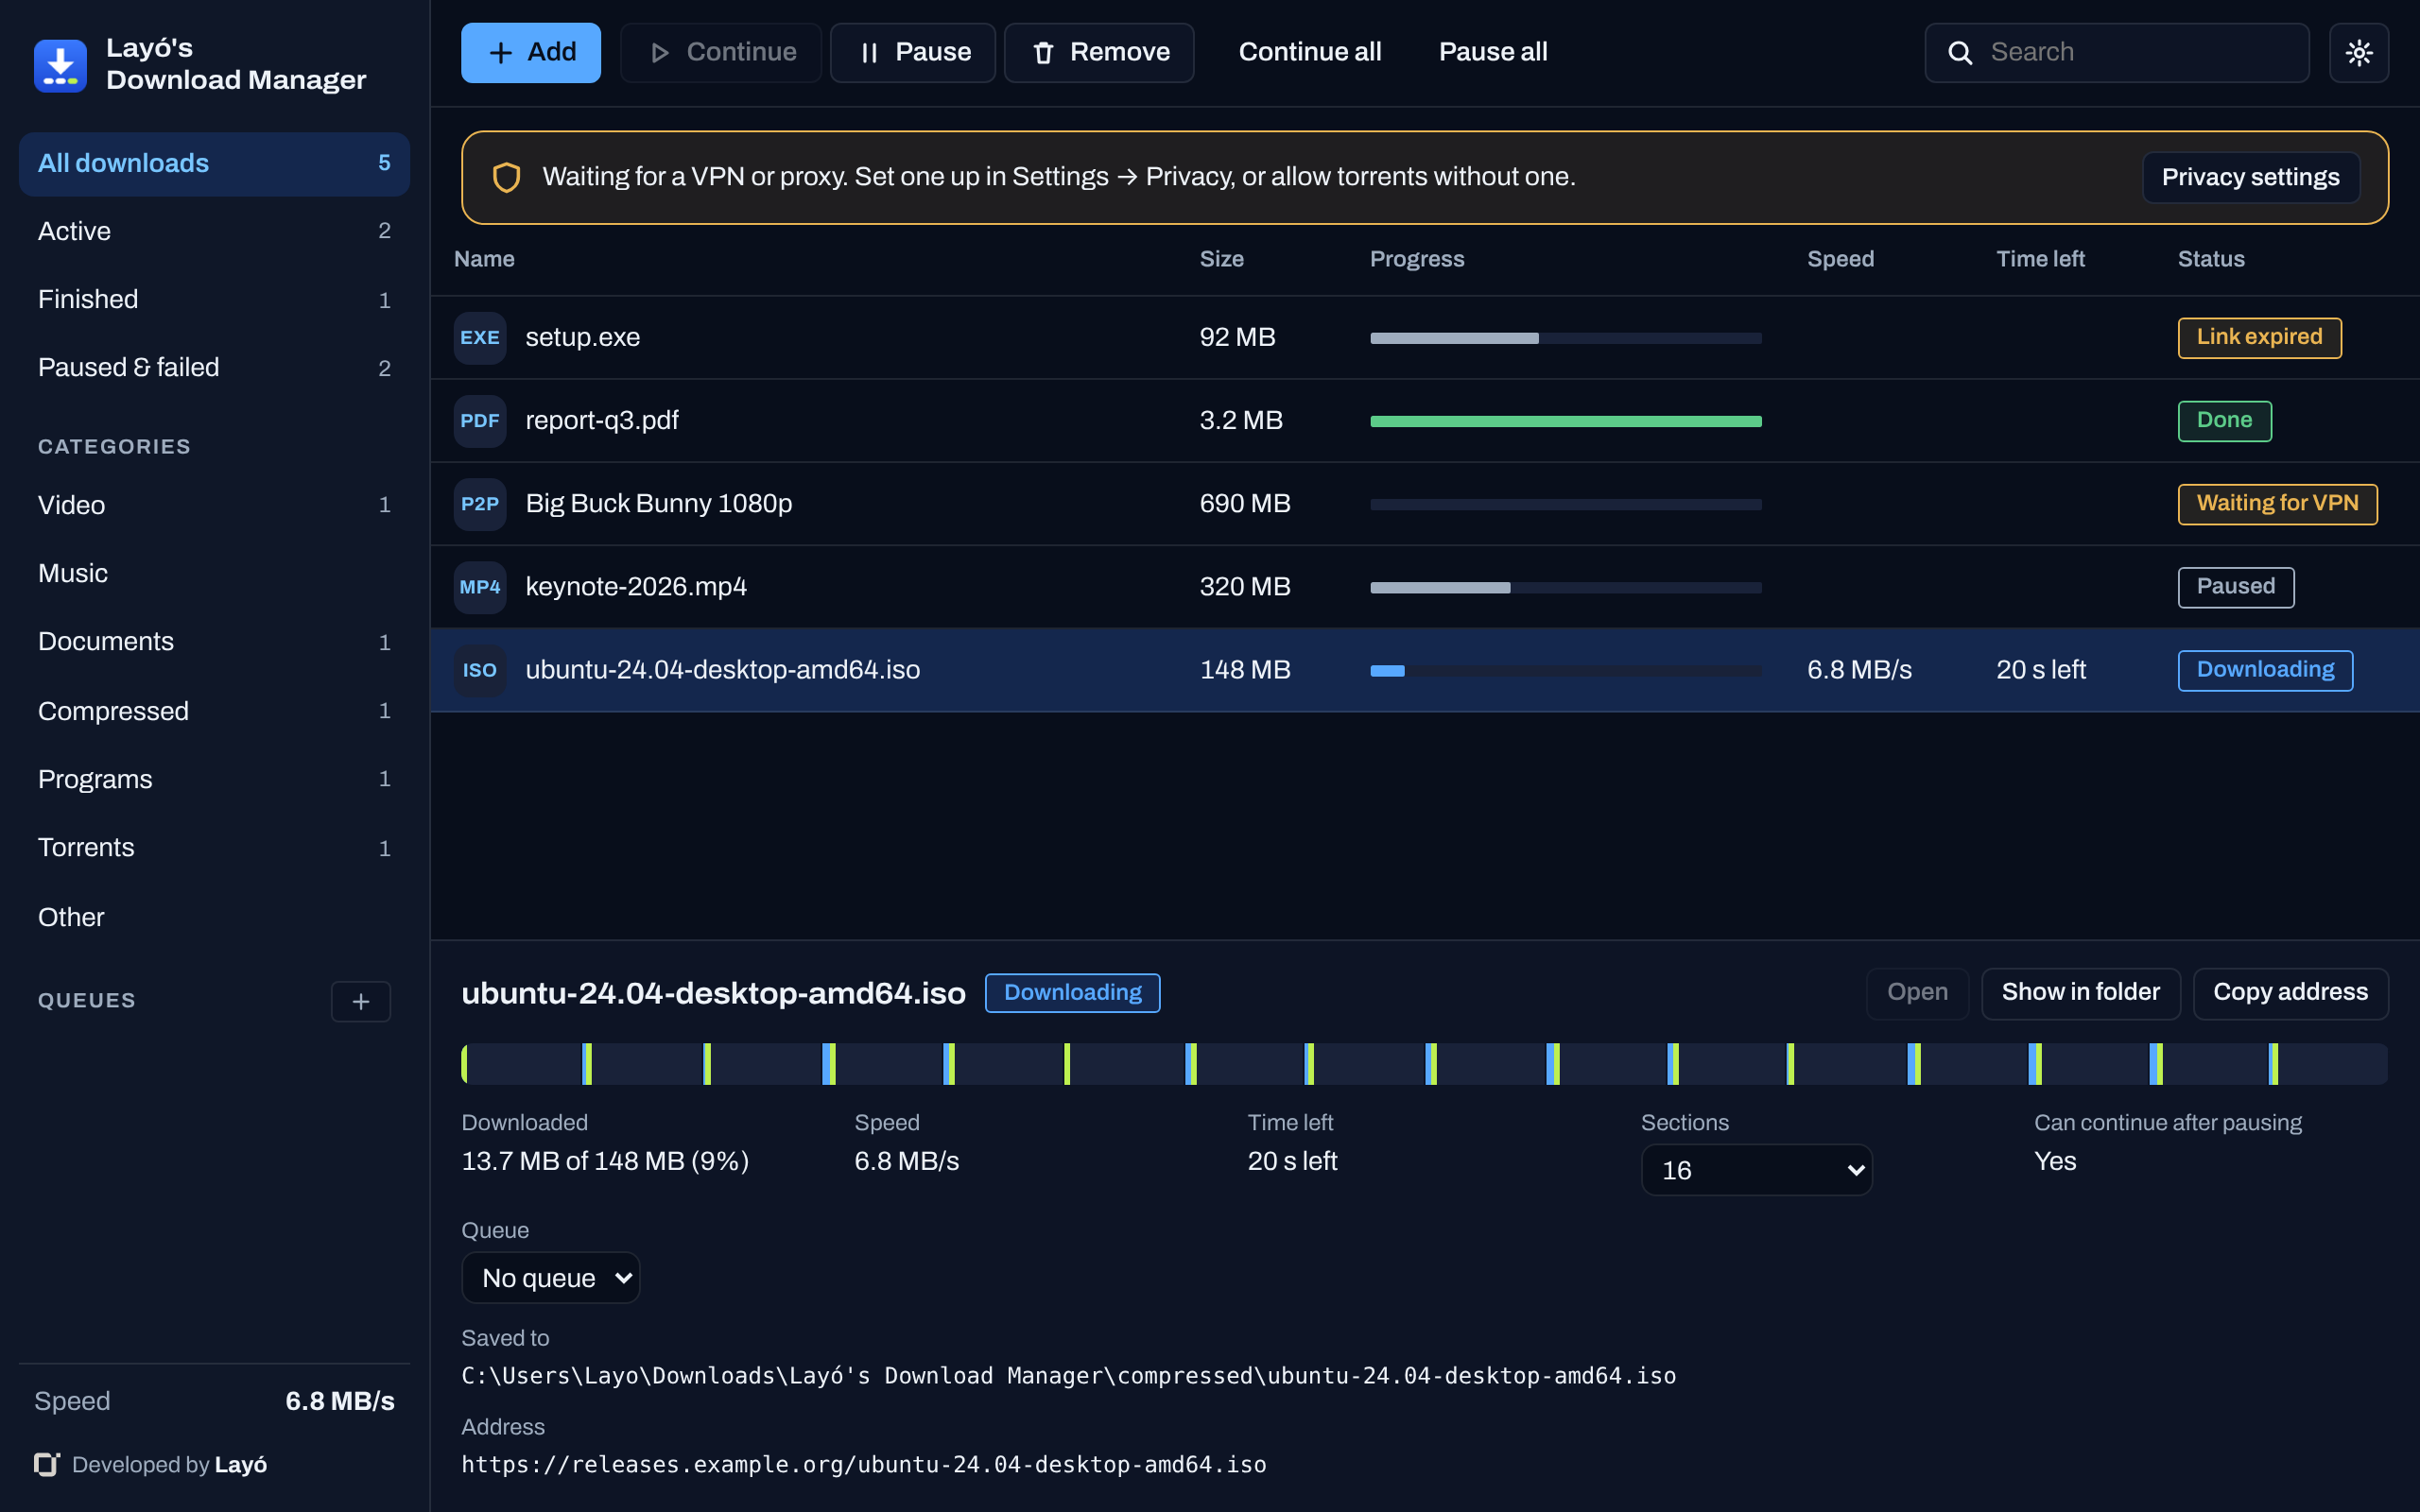 Layó's
Download Manager
All downloads 5
Active 2
Finished 1
Paused & failed 2
CATEGORIES
Video 1
Music
Documents 1
Compressed 1
Programs 1
Torrents 1
Other
QUEUES +
Speed 6.8 MB/s
Developed by Layó
+ Add Continue Pause Remove Continue all Pause all Search
Waiting for a VPN or proxy. Set one up in Settings → Privacy, or allow torrents without one. Privacy settings
Name Size Progress Speed Time left Status
EXE setup.exe 92 MB Link expired
PDF report-q3.pdf 3.2 MB Done
P2P Big Buck Bunny 1080p 690 MB Waiting for VPN
MP4 keynote-2026.mp4 320 MB Paused
ISO ubuntu-24.04-desktop-amd64.iso 148 MB 6.8 MB/s 20 s left Downloading
ubuntu-24.04-desktop-amd64.iso Downloading Open Show in folder Copy address
Downloaded Speed Time left Sections Can continue after pausing
13.7 MB of 148 MB (9%) 6.8 MB/s 20 s left 16 Yes
Queue
No queue
Saved to
C:\Users\Layo\Downloads\Layó's Download Manager\compressed\ubuntu-24.04-desktop-amd64.iso
Address
https://releases.example.org/ubuntu-24.04-desktop-amd64.iso